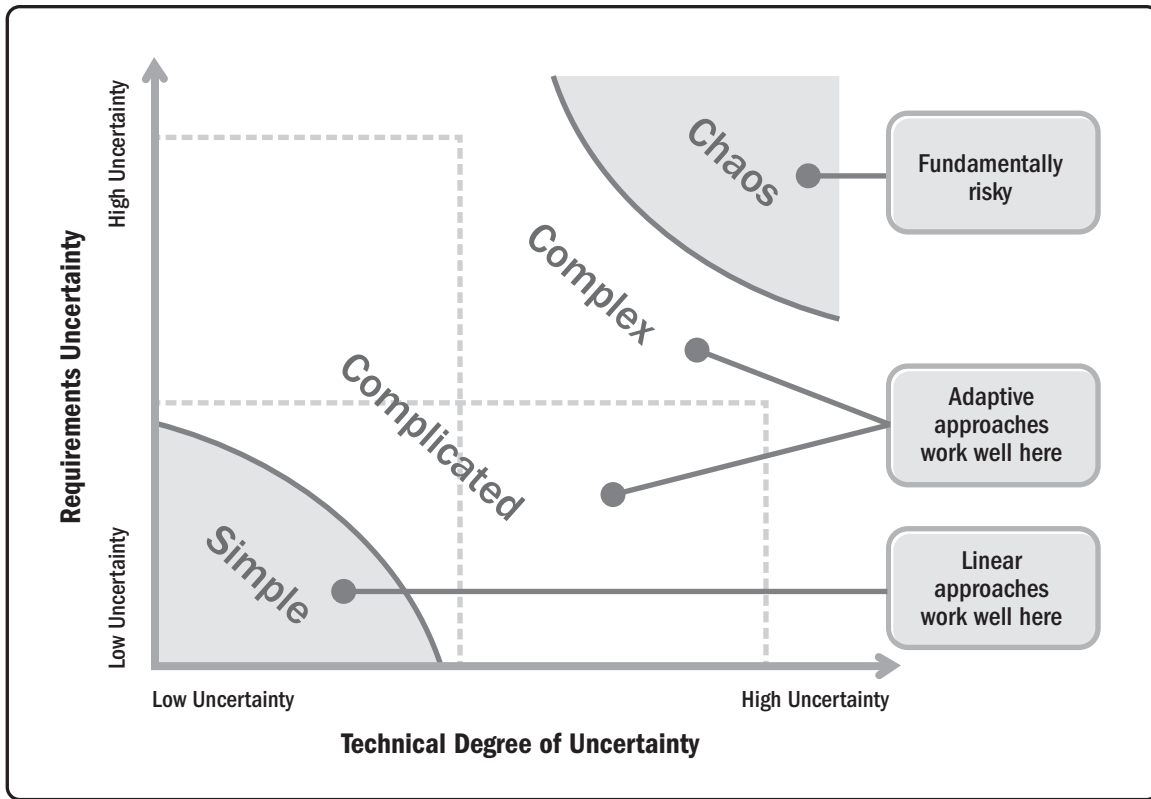 Requirements Uncertainty
High Uncertainty
Low Uncertainty
Chaos
Complex
Complicated
Simple
Fundamentally
risky
Adaptive
approaches
work well here
Linear
approaches
work well here
Low Uncertainty
High Uncertainty
Technical Degree of Uncertainty